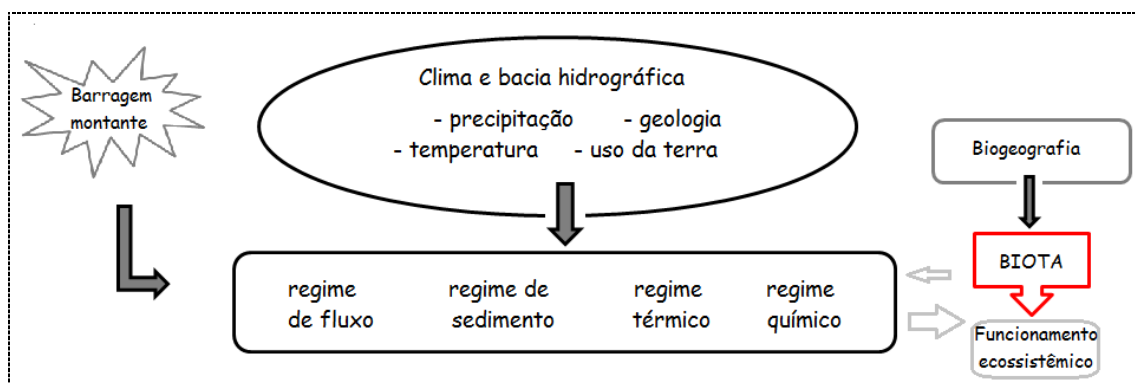 Barragem
montante
Clima e bacia hidrográfica
- precipitação - geologia
- temperatura - uso da terra
Biogeografia
BIOTA
regime
de fluxo
regime de
sedimento
regime
térmico
regime
químico
Funcionamento
ecossistêmico